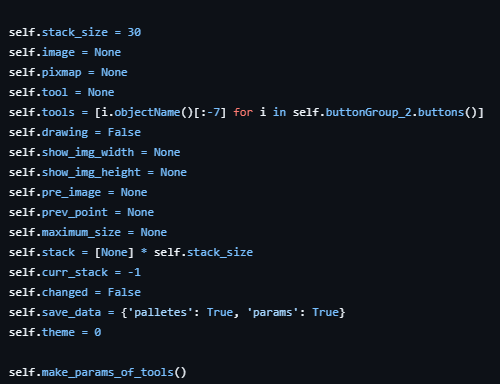 self.stack_size = 30
self.image = None
self.pixmap = None
self.tool = None
self.tools = [i.objectName()[:-7] for i in self.buttonGroup_2.buttons()]
self.drawing = False
self.show_img_width = None
self.show_img_height = None
self.pre_image = None
self.prev_point = None
self.maximum_size = None
self.stack = [None] * self.stack_size
self.curr_stack = -1
self.changed = False
self.save_data = {'palletes': True, 'params': True}
self.theme = 0
self.make_params_of_tools()